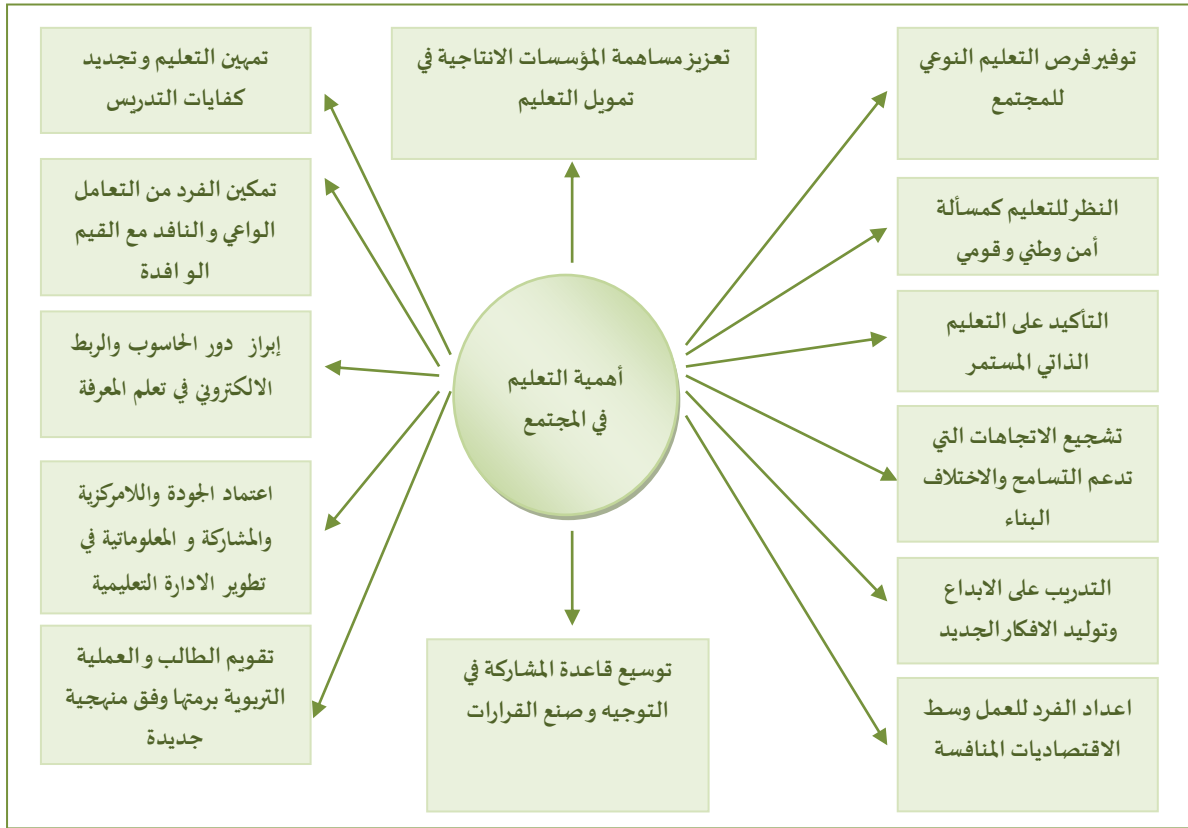 توفير فرص التعليم النوعي
للمجتمع
النظر للتعليم كمسألة
أمن وطني و قومي
التأكيد على التعليم
الذاتي المستمر
تشجيع الاتجاهات التي
تدعم التسامح والاختلاف
البناء
التدريب على الابداع
وتوليد الافكار الجديد
اعداد الفرد للعمل وسط
الاقتصاديات المنافسة
تعزيز مساهمة المؤسسات الانتاجية في
تمويل التعليم
أهمية التعليم
في المجتمع
توسيع قاعدة المشاركة في
التوجيه و صنع القرارات
تمهين التعليم و تجديد
كفايات التدريس
تمكين الفرد من التعامل
الواعي و النافد مع القيم
الو افدة
إبراز دور الحاسوب والربط
الالكتروني في تعلم المعرفة
اعتماد الجودة واللامركزية
والمشاركة و المعلوماتية في
تطوير الادارة التعليمية
تقويم الطالب و العملية
التربوية برمتها وفق منهجية
جديدة